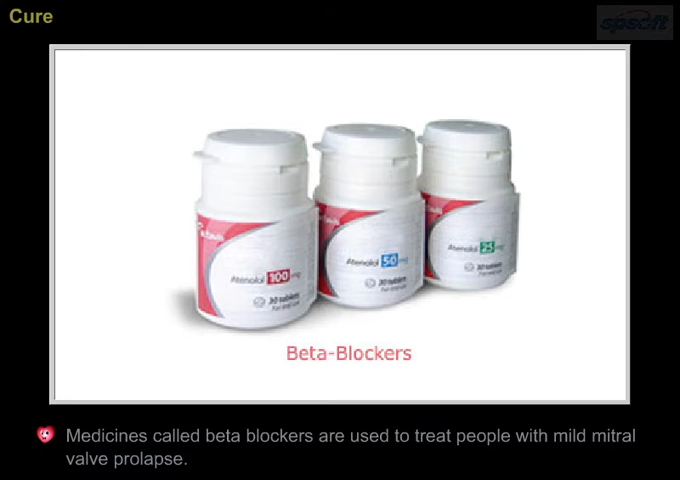 Cure
spsoft
Atenolol 100 mg
30 tablets
Atenolol 50 mg
30 tablets
Atenolol 25 mg
30 tablets
Beta-Blockers
Medicines called beta blockers are used to treat people with mild mitral
valve prolapse.